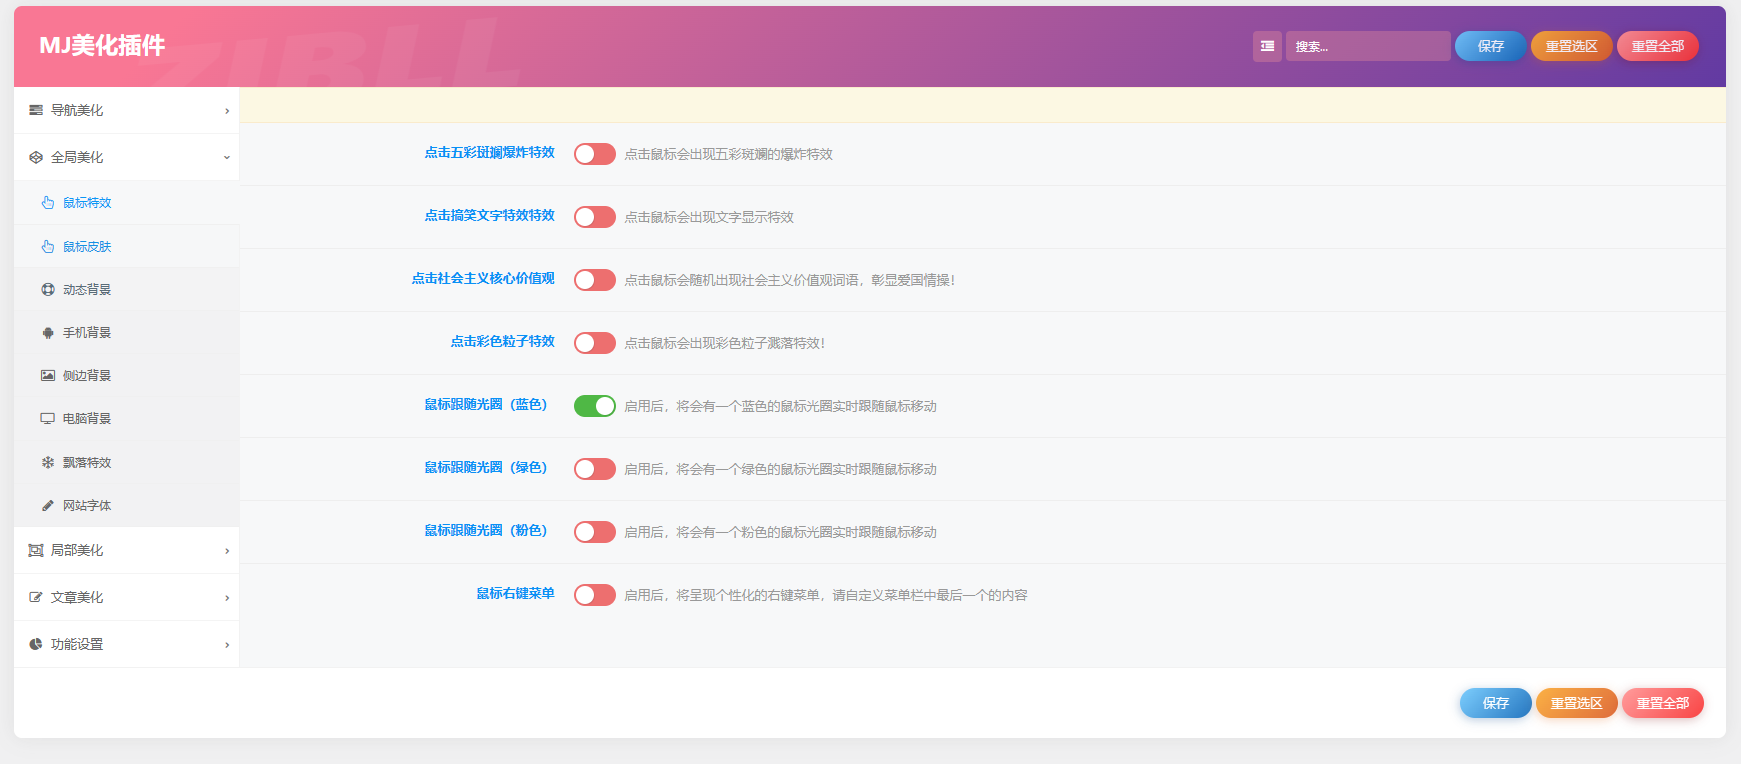 MJ美化插件
ZIBLL
搜索...
保存
重置选区
重置全部
导航美化
全局美化
鼠标特效
鼠标皮肤
动态背景
手机背景
侧边背景
电脑背景
飘落特效
网站字体
局部美化
文章美化
功能设置
点击五彩斑斓爆炸特效
点击鼠标会出现五彩斑斓的爆炸特效
点击搞笑文字特效特效
点击鼠标会出现文字显示特效
点击社会主义核心价值观
点击鼠标会随机出现社会主义价值观词语，彰显爱国情操！
点击彩色粒子特效
点击鼠标会出现彩色粒子溅落特效！
鼠标跟随光圈（蓝色）
启用后，将会有一个蓝色的鼠标光圈实时跟随鼠标移动
鼠标跟随光圈（绿色）
启用后，将会有一个绿色的鼠标光圈实时跟随鼠标移动
鼠标跟随光圈（粉色）
启用后，将会有一个粉色的鼠标光圈实时跟随鼠标移动
鼠标右键菜单
启用后，将呈现个性化的右键菜单，请自定义菜单栏中最后一个的内容
保存
重置选区
重置全部